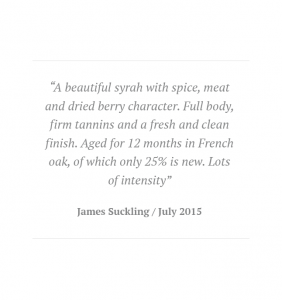 “A beautiful syrah with spice, meat
and dried berry character. Full body,
firm tannins and a fresh and clean
finish. Aged for 12 months in French
oak, of which only 25% is new. Lots
of intensity”
James Suckling / July 2015